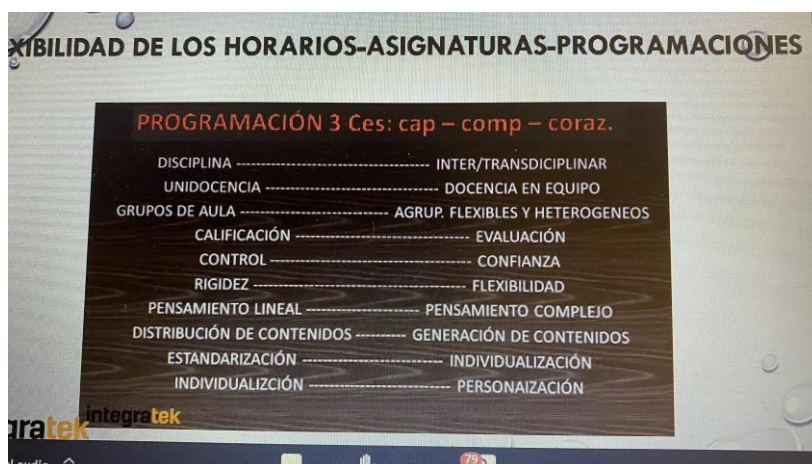 XIBILIDAD DE LOS HORARIOS-ASIGNATURAS-PROGRAMACIONES
PROGRAMACIÓN 3 Ces: cap – comp – coraz.
DISCIPLINA ------------------------------------ INTER/TRANSDICIPLINAR
UNIDOCENCIA -------------------------------- DOCENCIA EN EQUIPO
GRUPOS DE AULA --------------------------- AGRUP. FLEXIBLES Y HETEROGENEOS
CALIFICACIÓN --------------------------------- EVALUACIÓN
CONTROL -------------------------------------- CONFIANZA
RIGIDEZ ---------------------------------------- FLEXIBILIDAD
PENSAMIENTO LINEAL --------------------- PENSAMIENTO COMPLEJO
DISTRIBUCIÓN DE CONTENIDOS --------- GENERACIÓN DE CONTENIDOS
ESTANDARIZACIÓN -------------------------- INDIVIDUALIZACIÓN
INDIVIDUALIZCIÓN -------------------------- PERSONAIZACIÓN
integratek
gratek
79